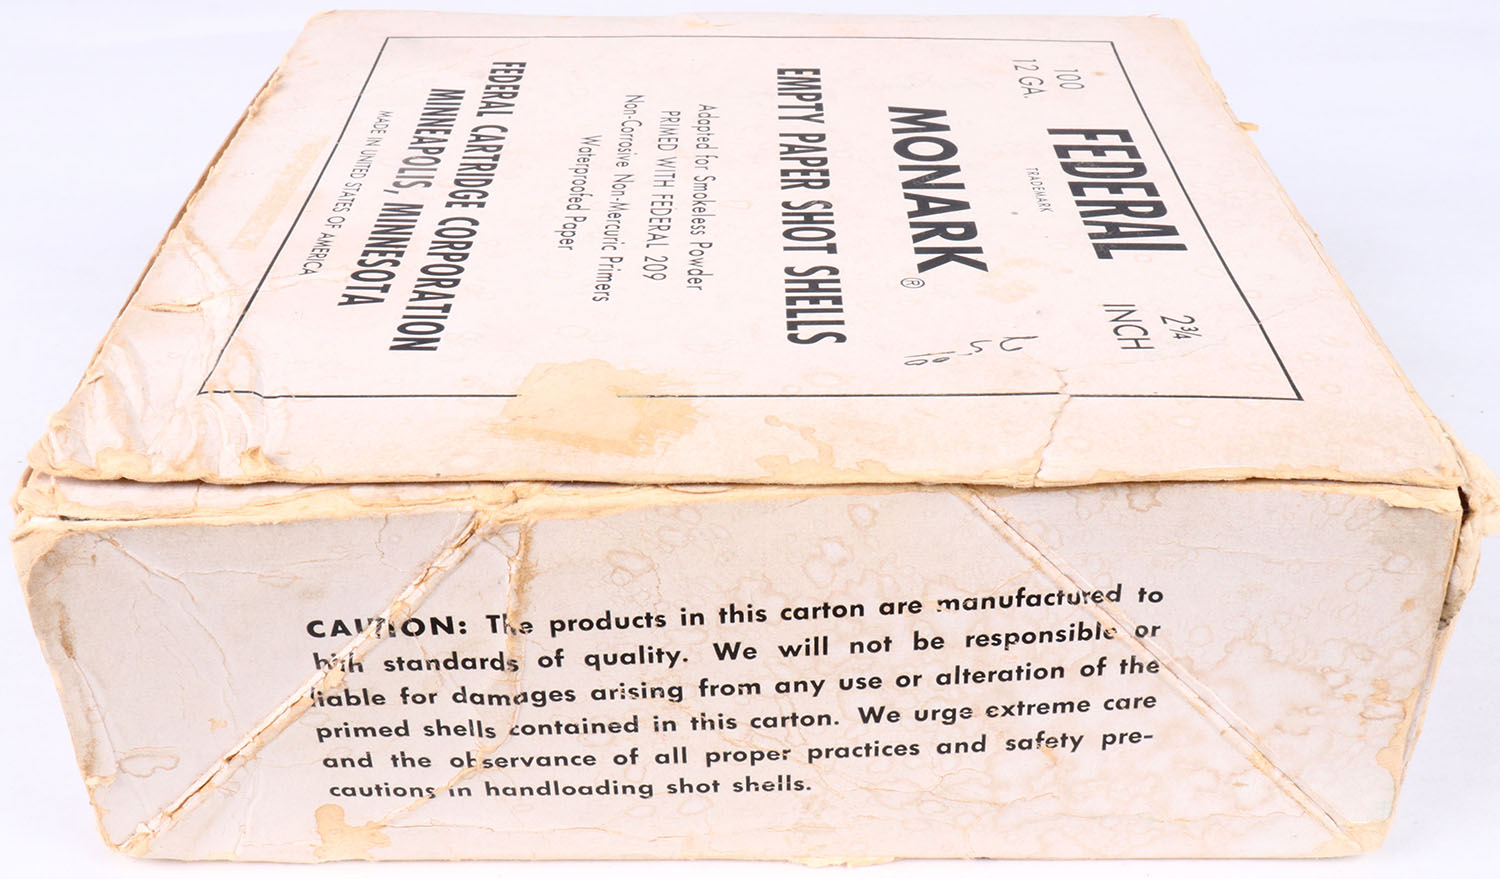 100
12 GA.
FEDERAL
TRADEMARK
2¾
INCH
MONARK®
EMPTY PAPER SHOT SHELLS
Adapted for Smokeless Powder
PRIMED WITH FEDERAL 209
Non-Corrosive Non-Mercuric Primers
Waterproofed Paper
FEDERAL CARTRIDGE CORPORATION
MINNEAPOLIS, MINNESOTA
MADE IN UNITED STATES OF AMERICA
CAUTION: The products in this carton are manufactured to
high standards of quality. We will not be responsible or
liable for damages arising from any use or alteration of the
primed shells contained in this carton. We urge extreme care
and the observance of all proper practices and safety pre-
cautions in handloading shot shells.